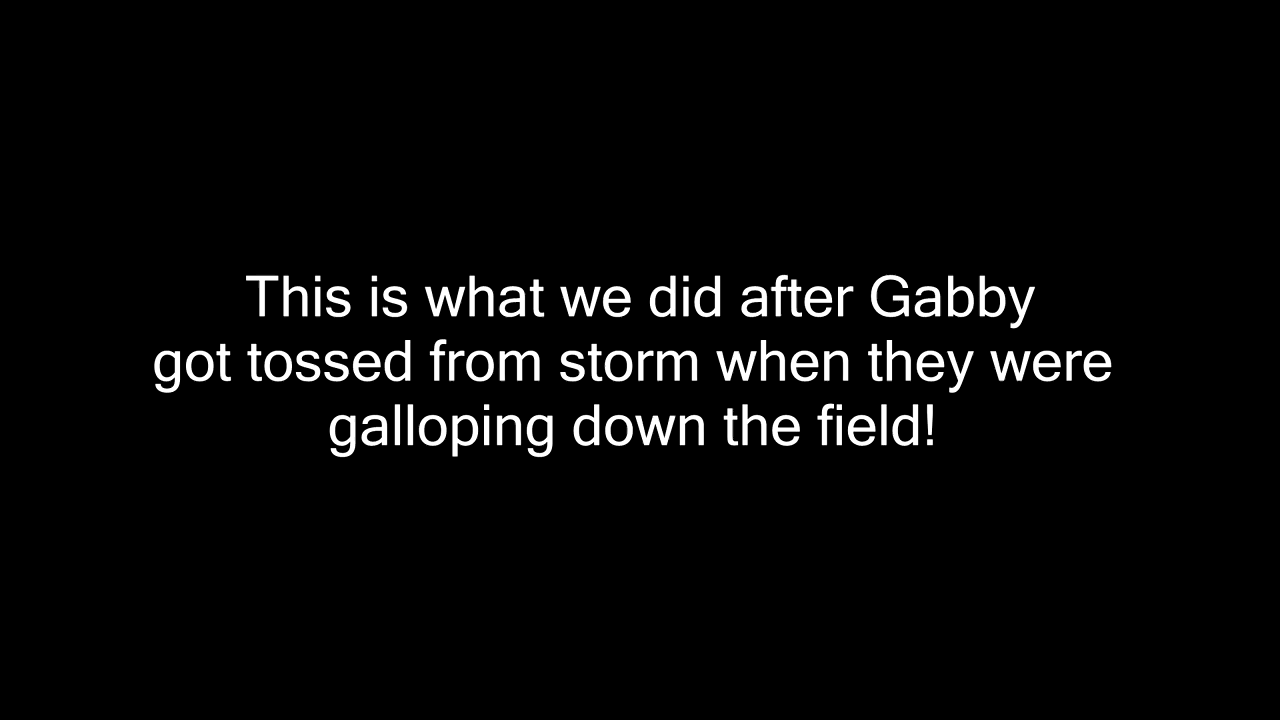 This is what we did after Gabby
got tossed from storm when they were
galloping down the field!